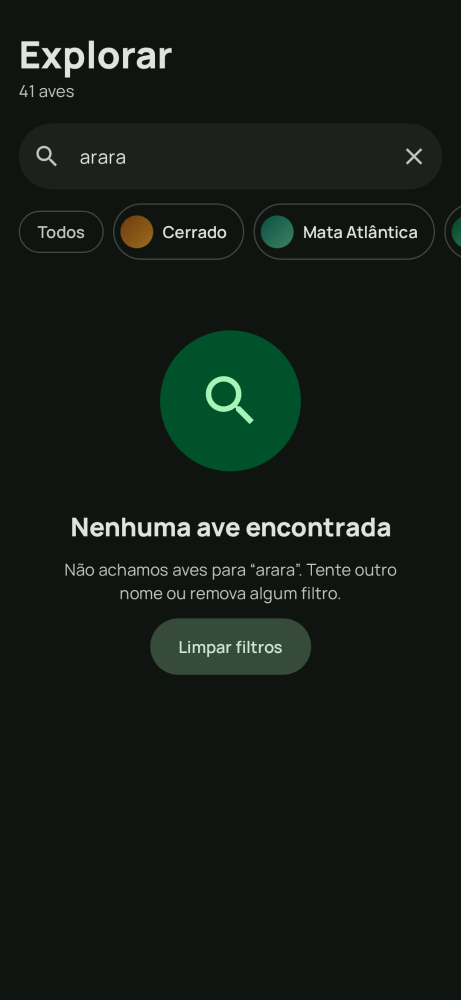 Explorar
41 aves
arara
Todos
Cerrado
Mata Atlântica
Nenhuma ave encontrada
Não achamos aves para “arara”. Tente outro
nome ou remova algum filtro.
Limpar filtros